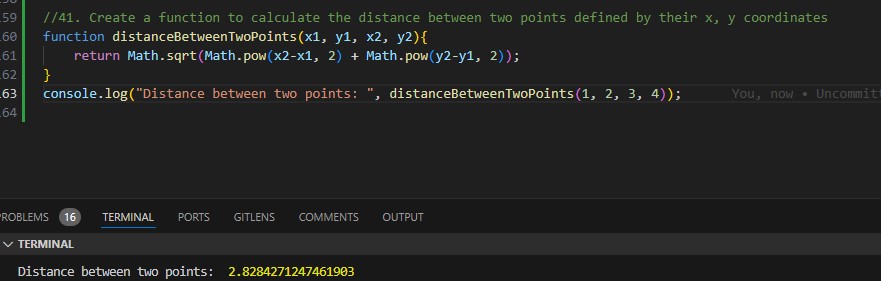 59 //41. Create a function to calculate the distance between two points defined by their x, y coordinates
60 function distanceBetweenTwoPoints(x1, y1, x2, y2){
61 return Math.sqrt(Math.pow(x2-x1, 2) + Math.pow(y2-y1, 2));
62 }
63 console.log("Distance between two points: ", distanceBetweenTwoPoints(1, 2, 3, 4)); You, now • Uncommitt
64
ROBLEMS 16 TERMINAL PORTS GITLENS COMMENTS OUTPUT
TERMINAL
Distance between two points: 2.8284271247461903